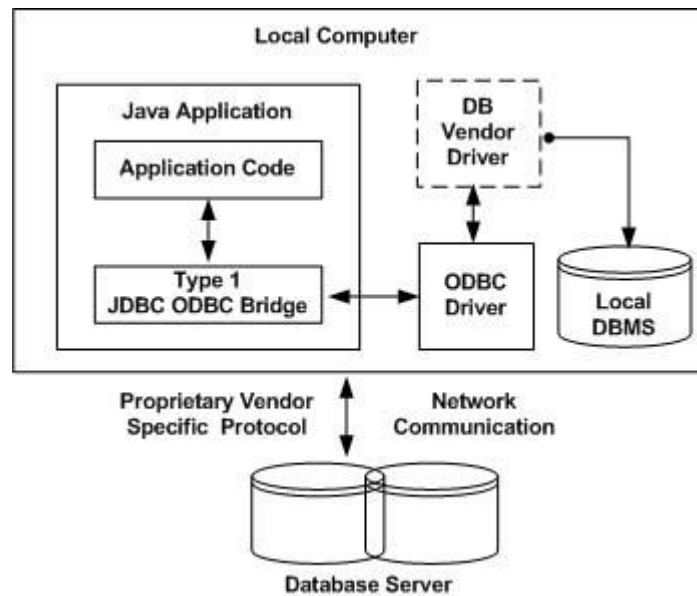 Local Computer
Java Application
Application Code
Type 1
JDBC ODBC Bridge
DB
Vendor
Driver
ODBC
Driver
Local
DBMS
Proprietary Vendor
Specific Protocol
Network
Communication
Database Server